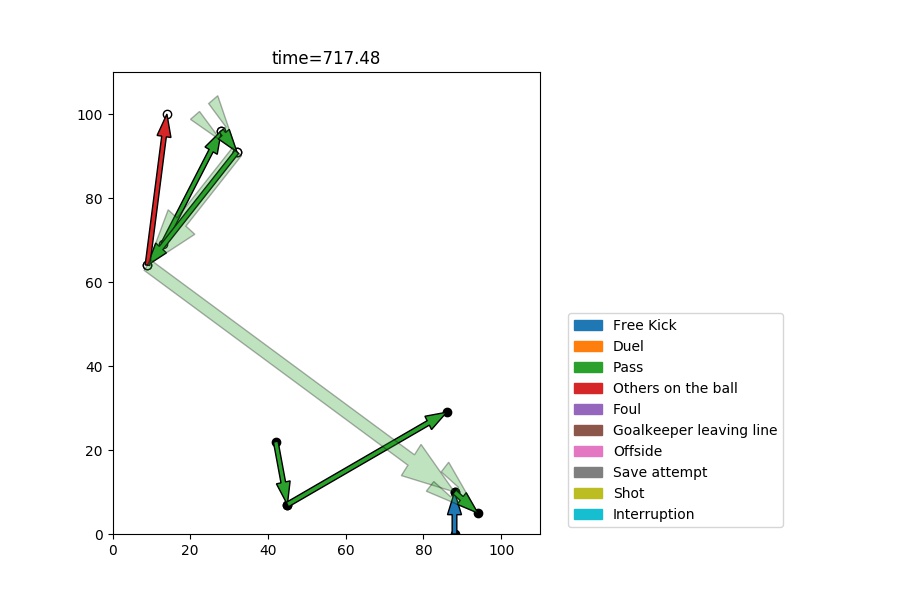 time=717.48
100
80
60
40
20
0
0
20
40
60
80
100
Free Kick
Duel
Pass
Others on the ball
Foul
Goalkeeper leaving line
Offside
Save attempt
Shot
Interruption